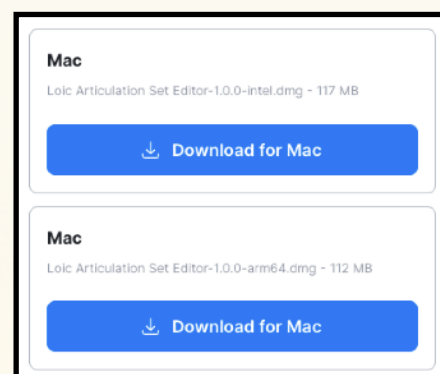 Mac
Loic Articulation Set Editor-1.0.0-intel.dmg - 117 MB
Download for Mac
Mac
Loic Articulation Set Editor-1.0.0-arm64.dmg - 112 MB
Download for Mac